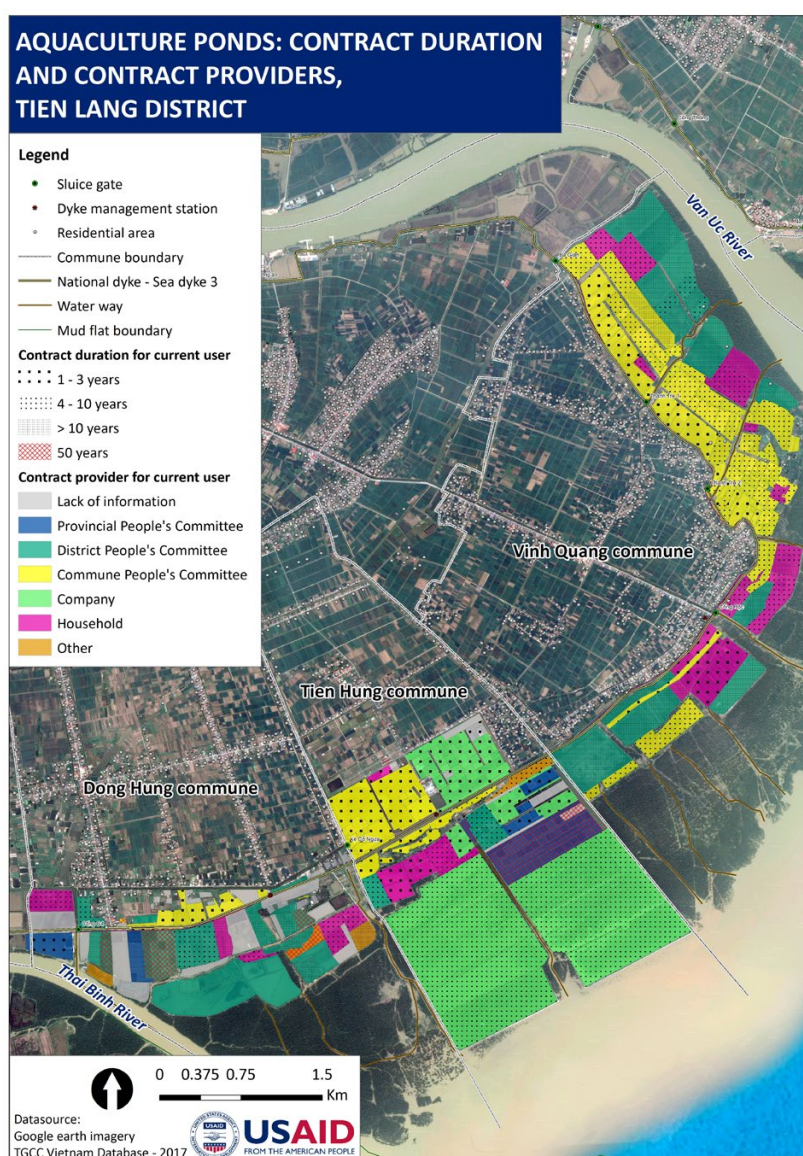 AQUACULTURE PONDS: CONTRACT DURATION
AND CONTRACT PROVIDERS,
TIEN LANG DISTRICT
Legend
Sluice gate
Dyke management station
Residential area
Commune boundary
National dyke - Sea dyke 3
Water way
Mud flat boundary
Contract duration for current user
1 - 3 years
4 - 10 years
> 10 years
50 years
Contract provider for current user
Lack of information
Provincial People's Committee
District People's Committee
Commune People's Committee
Company
Household
Other
Van Uc River
Vinh Quang commune
Tien Hung commune
Dong Hung commune
Thai Binh River
0 0.375 0.75 1.5
Km
Datasource:
Google earth imagery
TGCC Vietnam Database - 2017
USAID
FROM THE AMERICAN PEOPLE